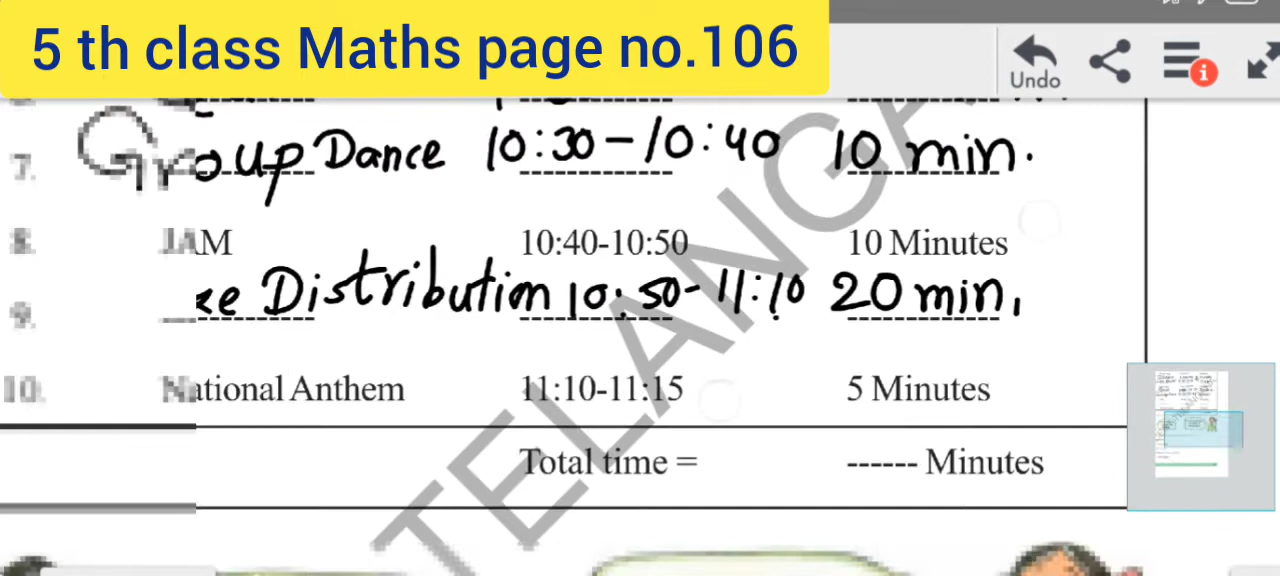 5 th class Maths page no.106
Undo
7. Group Dance 10:30-10:40 10 min.
8. JAM 10:40-10:50 10 Minutes
9. ze Distribution 10:50-11:10 20 min.
10. National Anthem 11:10-11:15 5 Minutes
Total time = ------ Minutes
TELANGA